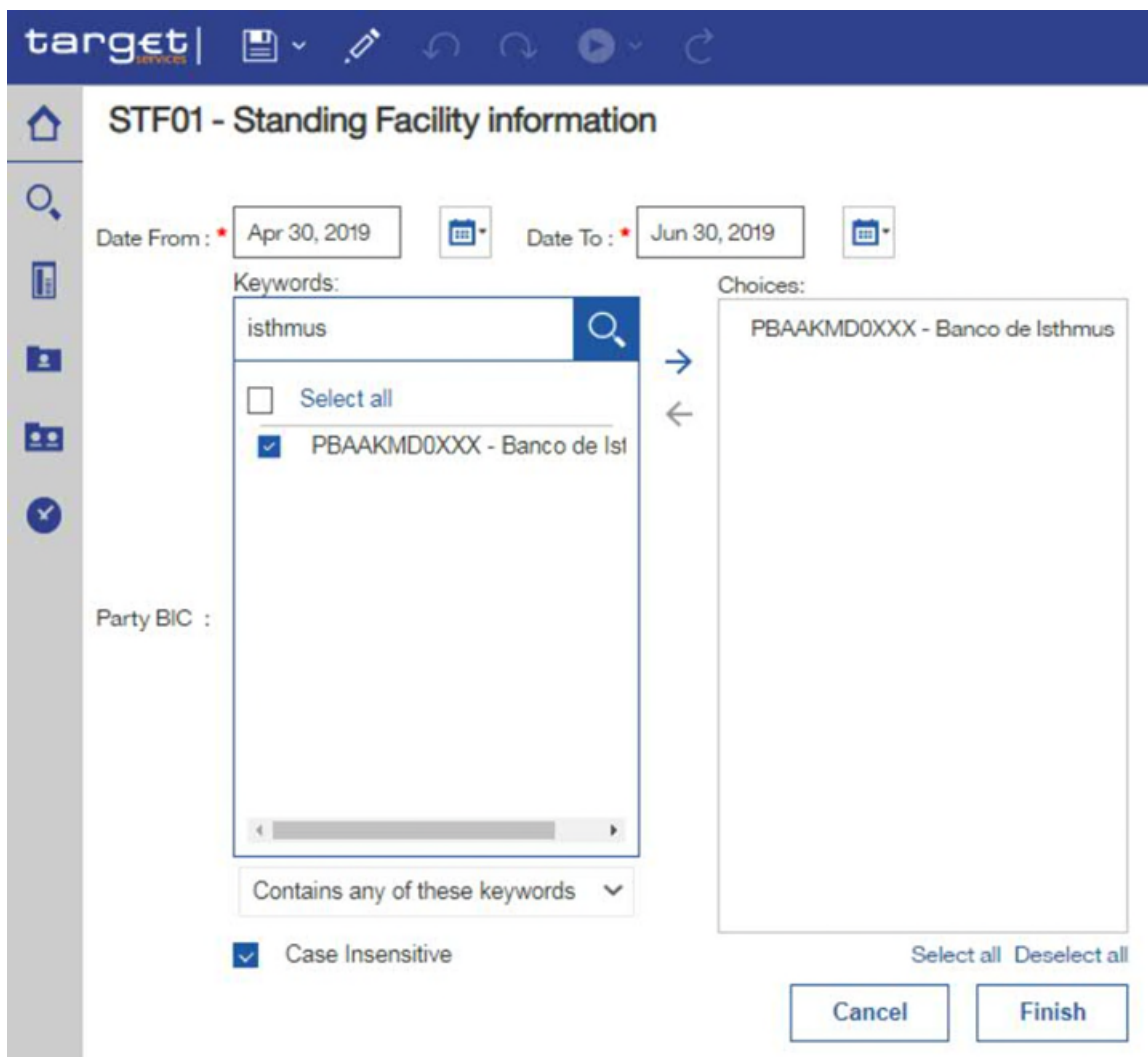 target|
services
STF01 - Standing Facility information
Date From : * Apr 30, 2019 Date To : * Jun 30, 2019
Keywords:
Choices:
isthmus
PBAAKMD0XXX - Banco de Isthmus
Select all
PBAAKMD0XXX - Banco de Ist
Party BIC :
Contains any of these keywords
Case Insensitive
Select all Deselect all
Cancel Finish